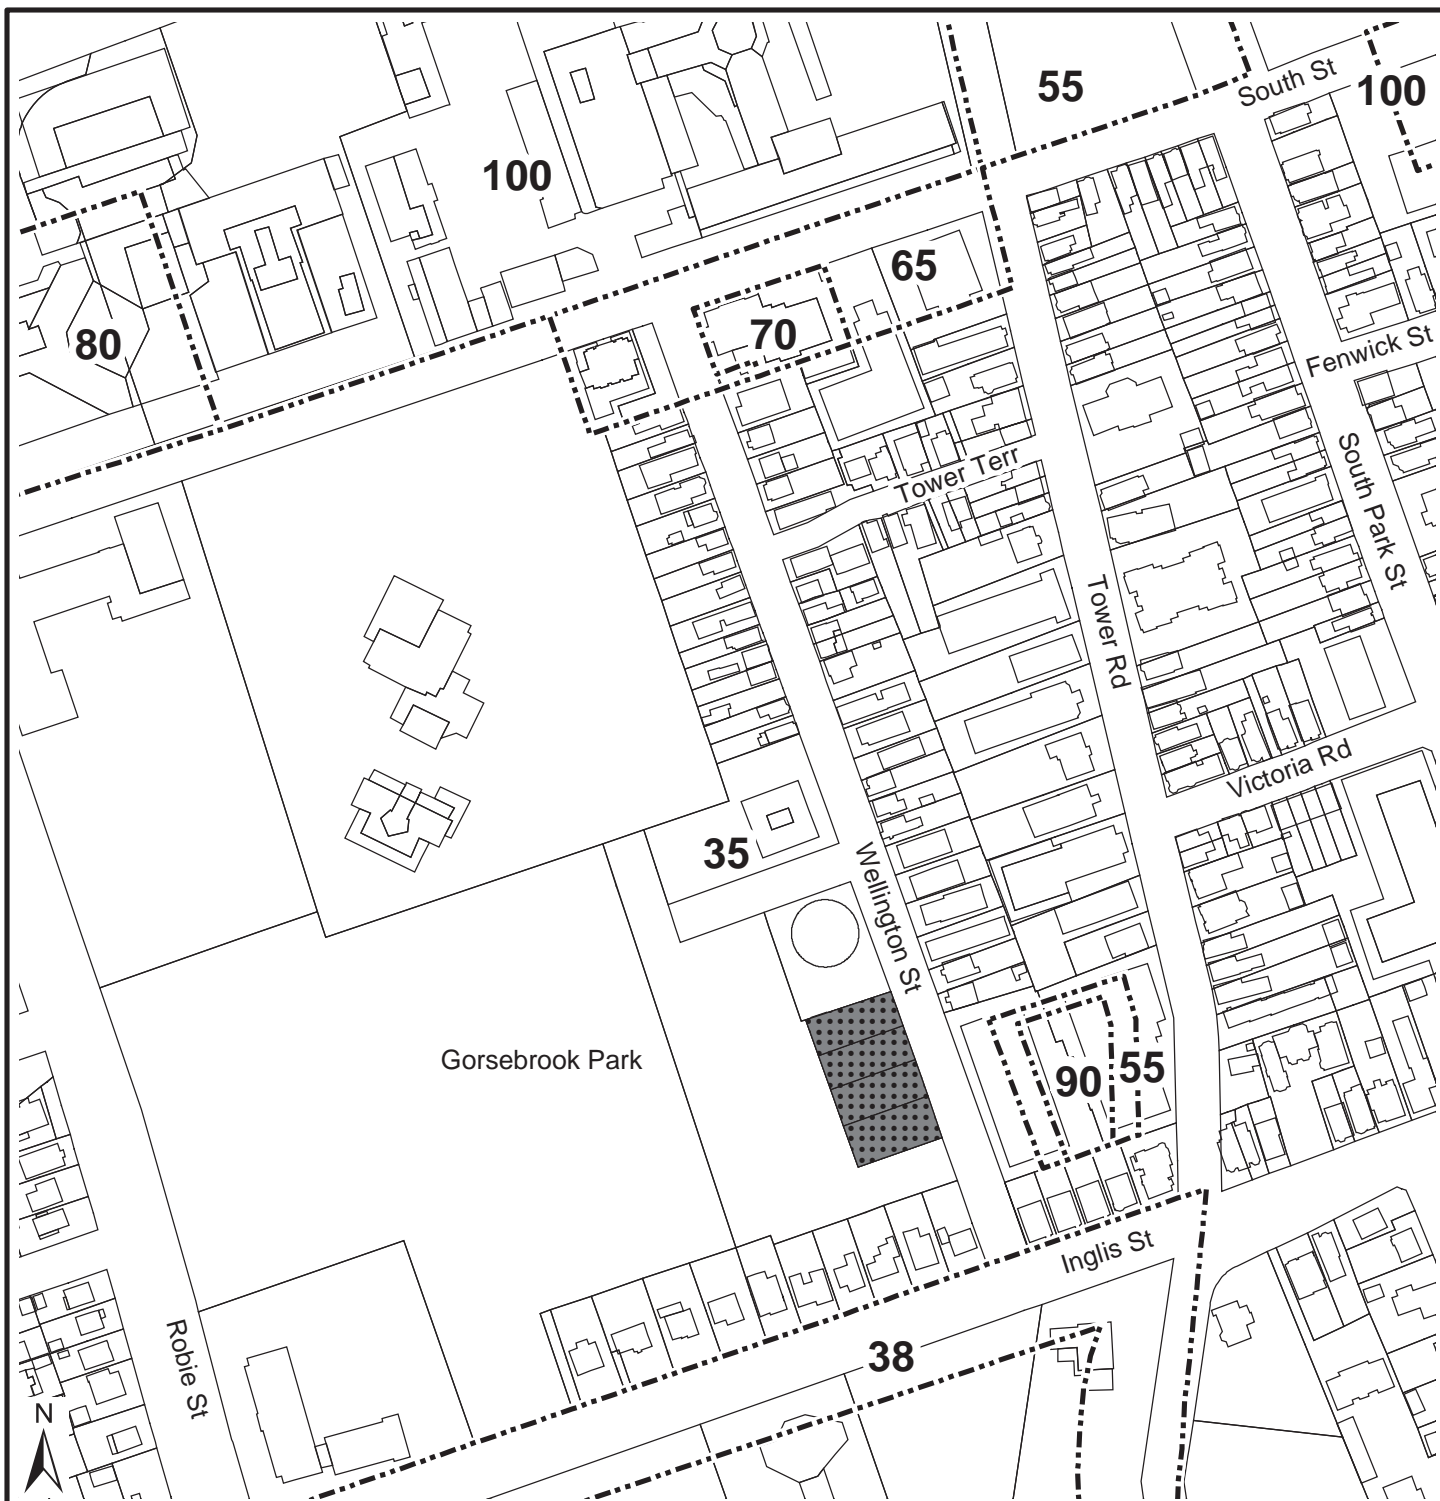 55
South St
100
100
65
80
70
Fenwick St
Tower Terr
South Park St
Tower Rd
Victoria Rd
35
Wellington St
Gorsebrook Park
90
55
Inglis St
Robie St
38
N